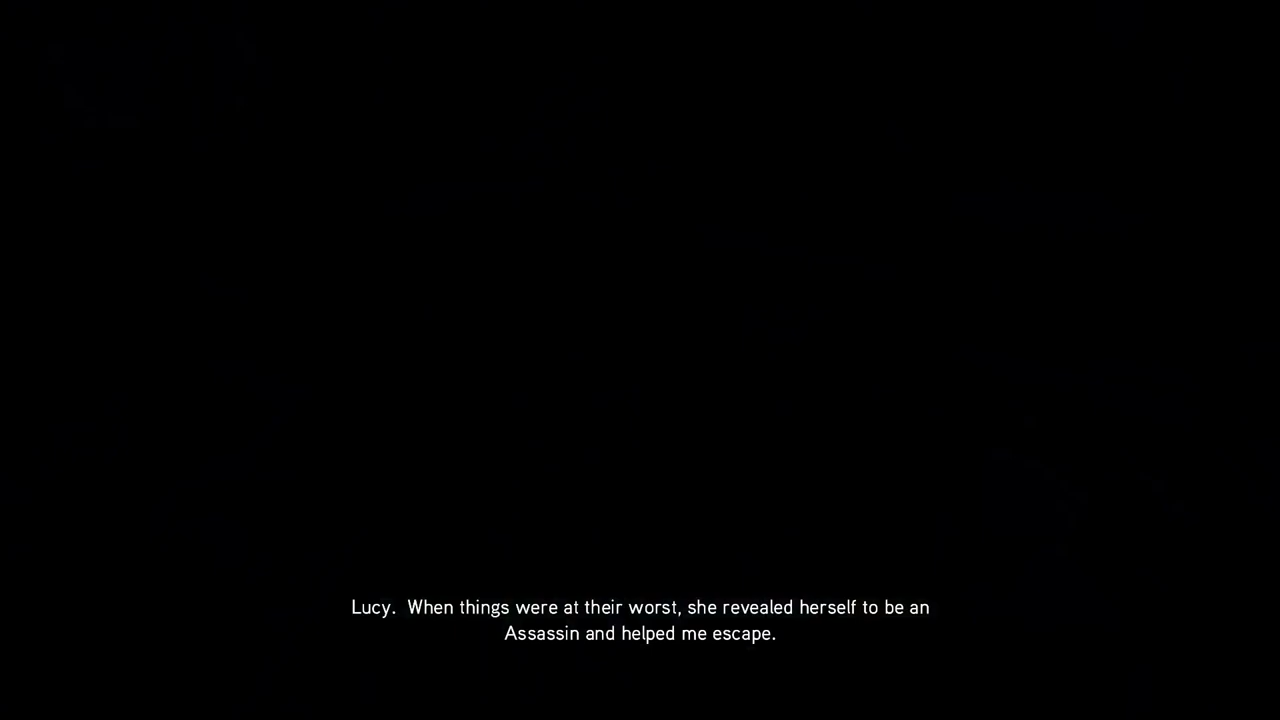 Lucy.  When things were at their worst, she revealed herself to be an
Assassin and helped me escape.